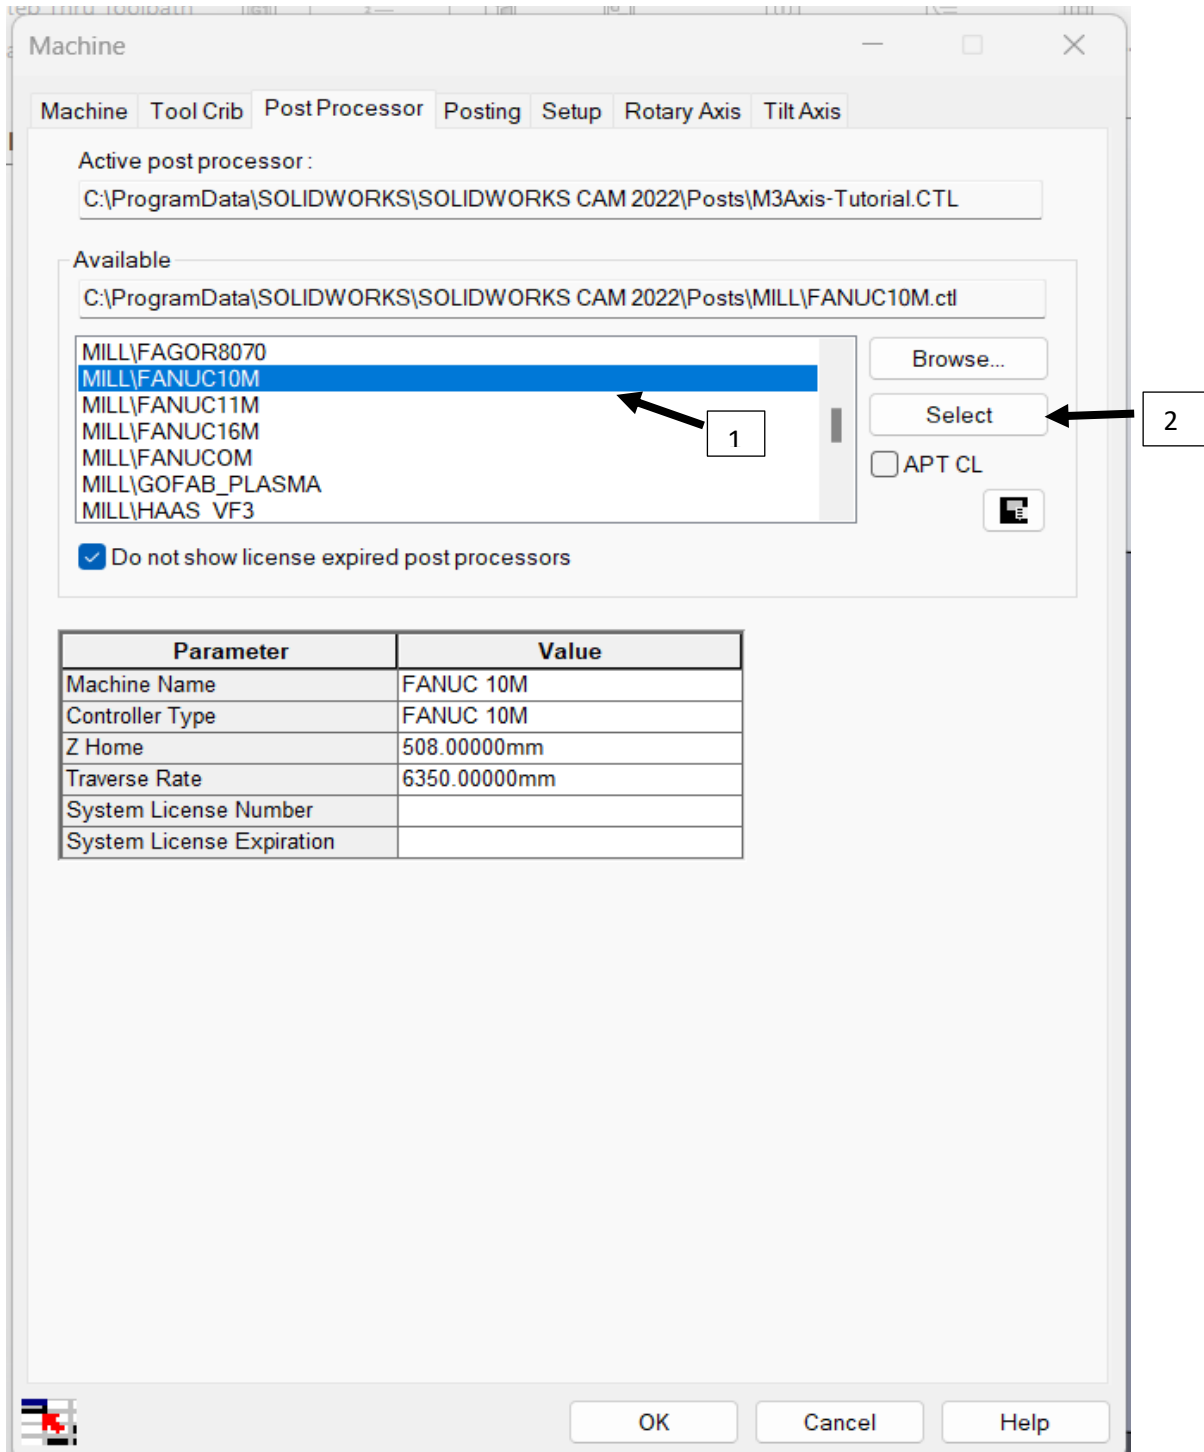 Step Thru Toolpath
Machine
Machine Tool Crib Post Processor Posting Setup Rotary Axis Tilt Axis
Active post processor :
C:\ProgramData\SOLIDWORKS\SOLIDWORKS CAM 2022\Posts\M3Axis-Tutorial.CTL
Available
C:\ProgramData\SOLIDWORKS\SOLIDWORKS CAM 2022\Posts\MILL\FANUC10M.ctl
MILL\FAGOR8070
MILL\FANUC10M
MILL\FANUC11M
MILL\FANUC16M
MILL\FANUCOM
MILL\GOFAB_PLASMA
MILL\HAAS_VF3
Browse...
Select
APT CL
1
2
Do not show license expired post processors
Parameter Value
Machine Name FANUC 10M
Controller Type FANUC 10M
Z Home 508.00000mm
Traverse Rate 6350.00000mm
System License Number
System License Expiration
OK Cancel Help